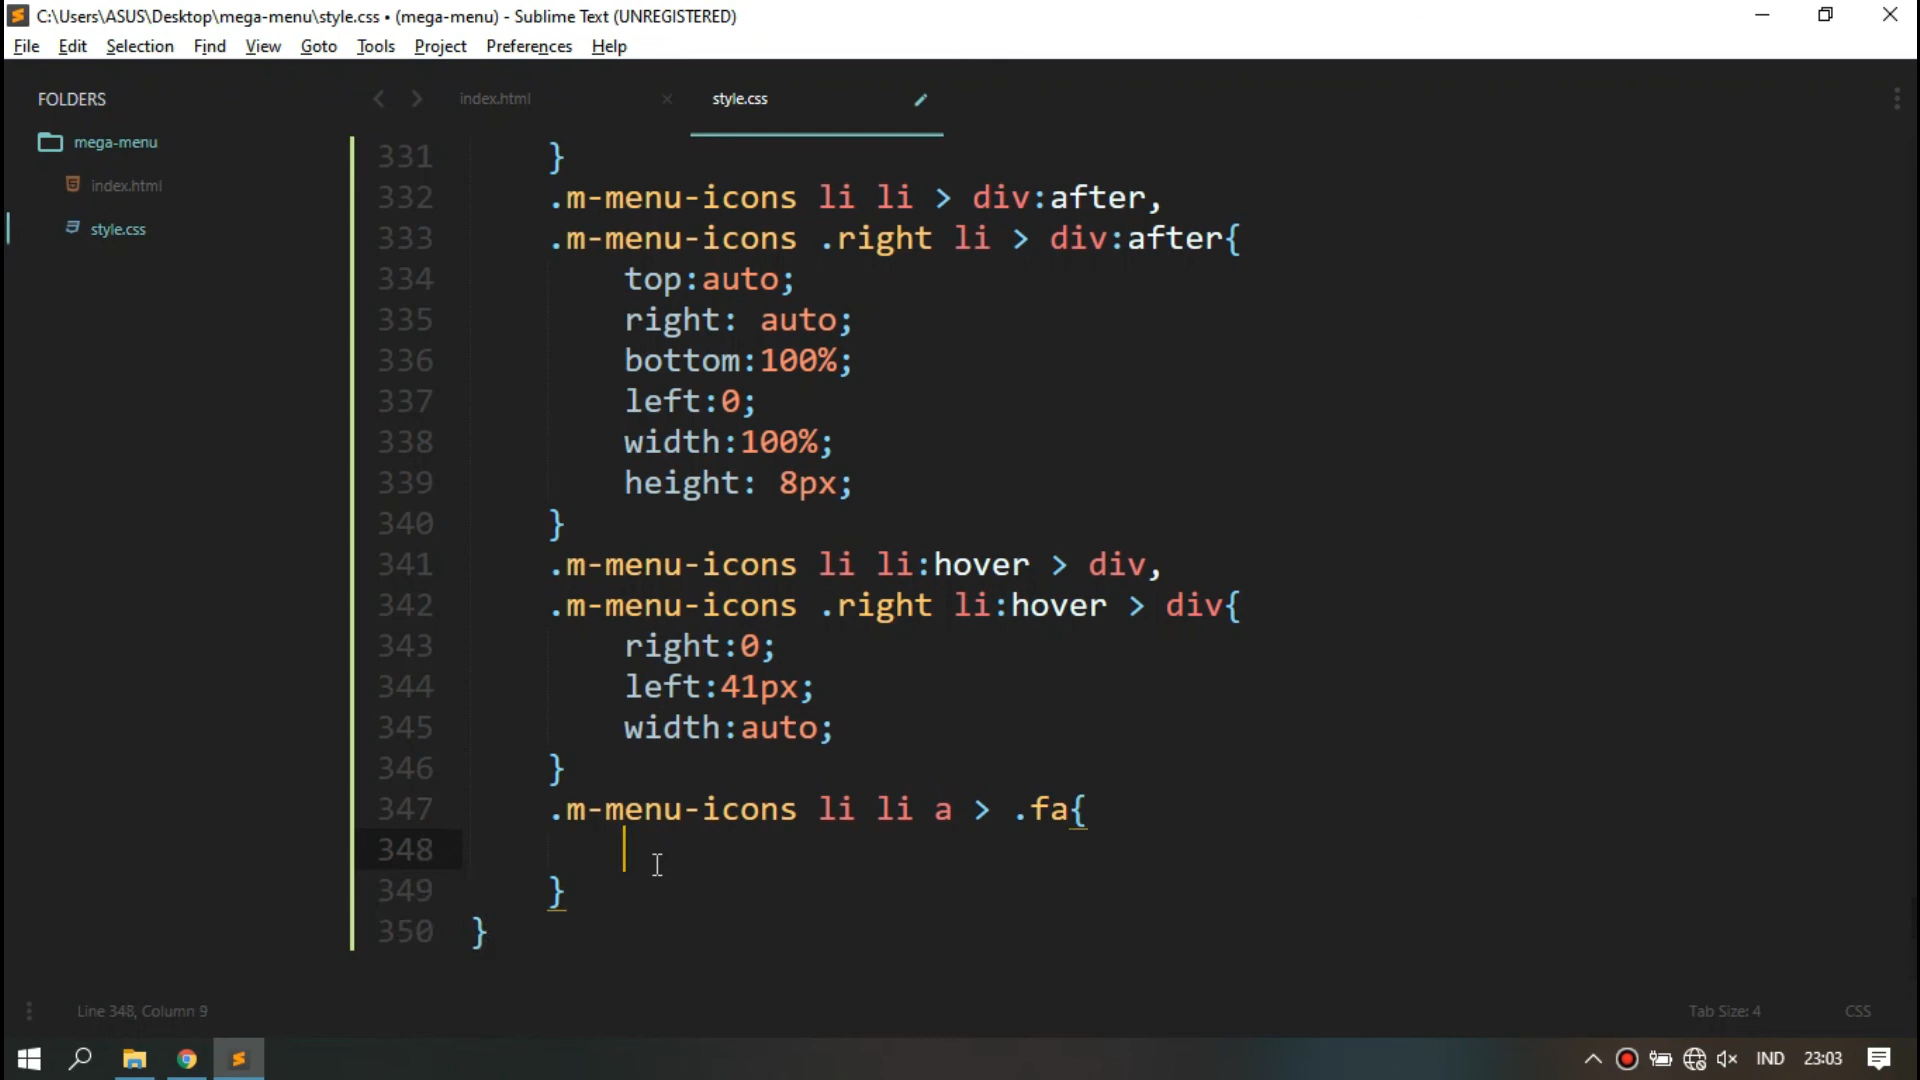 C:\Users\ASUS\Desktop\mega-menu\style.css • (mega-menu) - Sublime Text (UNREGISTERED)
File Edit Selection Find View Goto Tools Project Preferences Help
FOLDERS
mega-menu
index.html
style.css
index.html
style.css
331 }
332 .m-menu-icons li li > div:after,
333 .m-menu-icons .right li > div:after{
334 top:auto;
335 right: auto;
336 bottom:100%;
337 left:0;
338 width:100%;
339 height: 8px;
340 }
341 .m-menu-icons li li:hover > div,
342 .m-menu-icons .right li:hover > div{
343 right:0;
344 left:41px;
345 width:auto;
346 }
347 .m-menu-icons li li a > .fa{
348
349 }
350 }
Line 348, Column 9
Tab Size: 4
CSS
IND
23:03